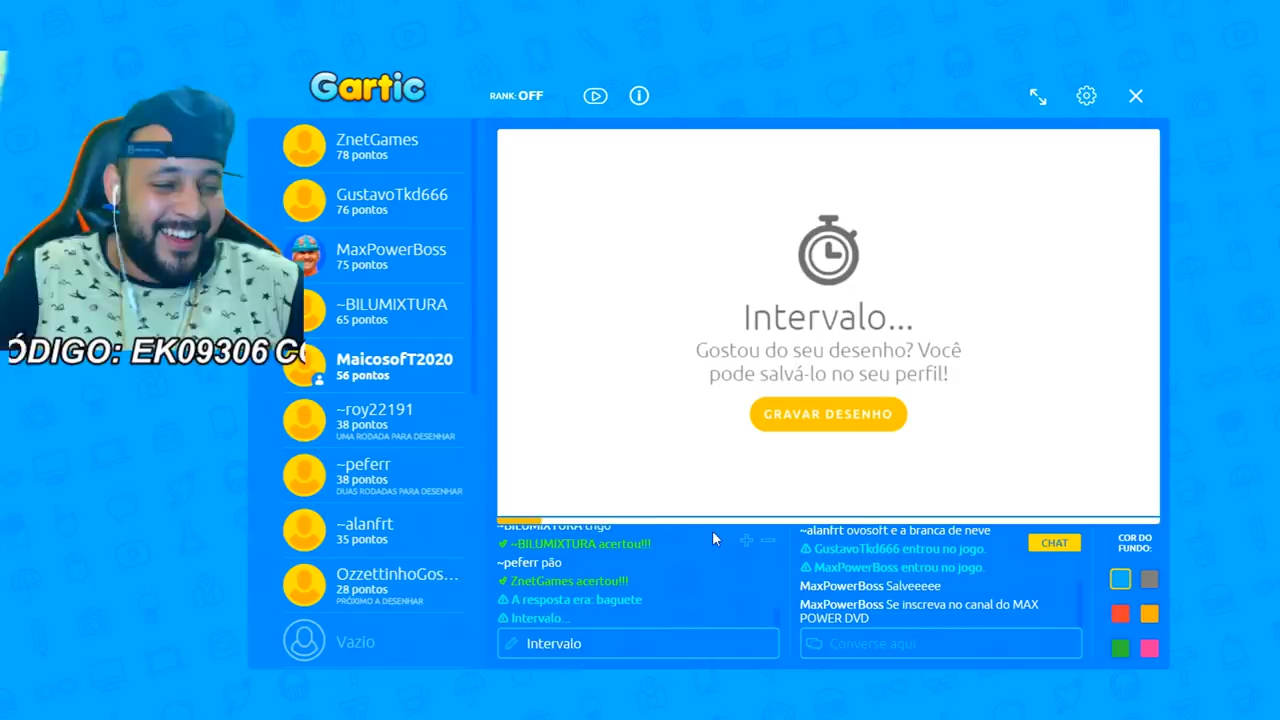 Gartic
RANK: OFF
ZnetGames
78 pontos
GustavoTkd666
76 pontos
MaxPowerBoss
75 pontos
~BILUMIXTURA
65 pontos
MaicosofT2020
56 pontos
~roy22191
38 pontos
UMA RODADA PARA DESENHAR
~peferr
38 pontos
DUAS RODADAS PARA DESENHAR
~alanfrt
35 pontos
OzzettinhoGos...
28 pontos
PRÓXIMO A DESENHAR
Vazio
ÓDIGO: EK09306 CO
Intervalo...
Gostou do seu desenho? Você
pode salvá-lo no seu perfil!
GRAVAR DESENHO
~BILUMIXTURA trigo
~BILUMIXTURA acertou!!!
~peferr pão
ZnetGames acertou!!!
A resposta era: baguete
Intervalo...
Intervalo
~alanfrt ovosoft e a branca de neve
GustavoTkd666 entrou no jogo.
MaxPowerBoss entrou no jogo.
MaxPowerBoss Salveeeee
MaxPowerBoss Se inscreva no canal do MAX
POWER DVD
Converse aqui
CHAT
COR DO
FUNDO: